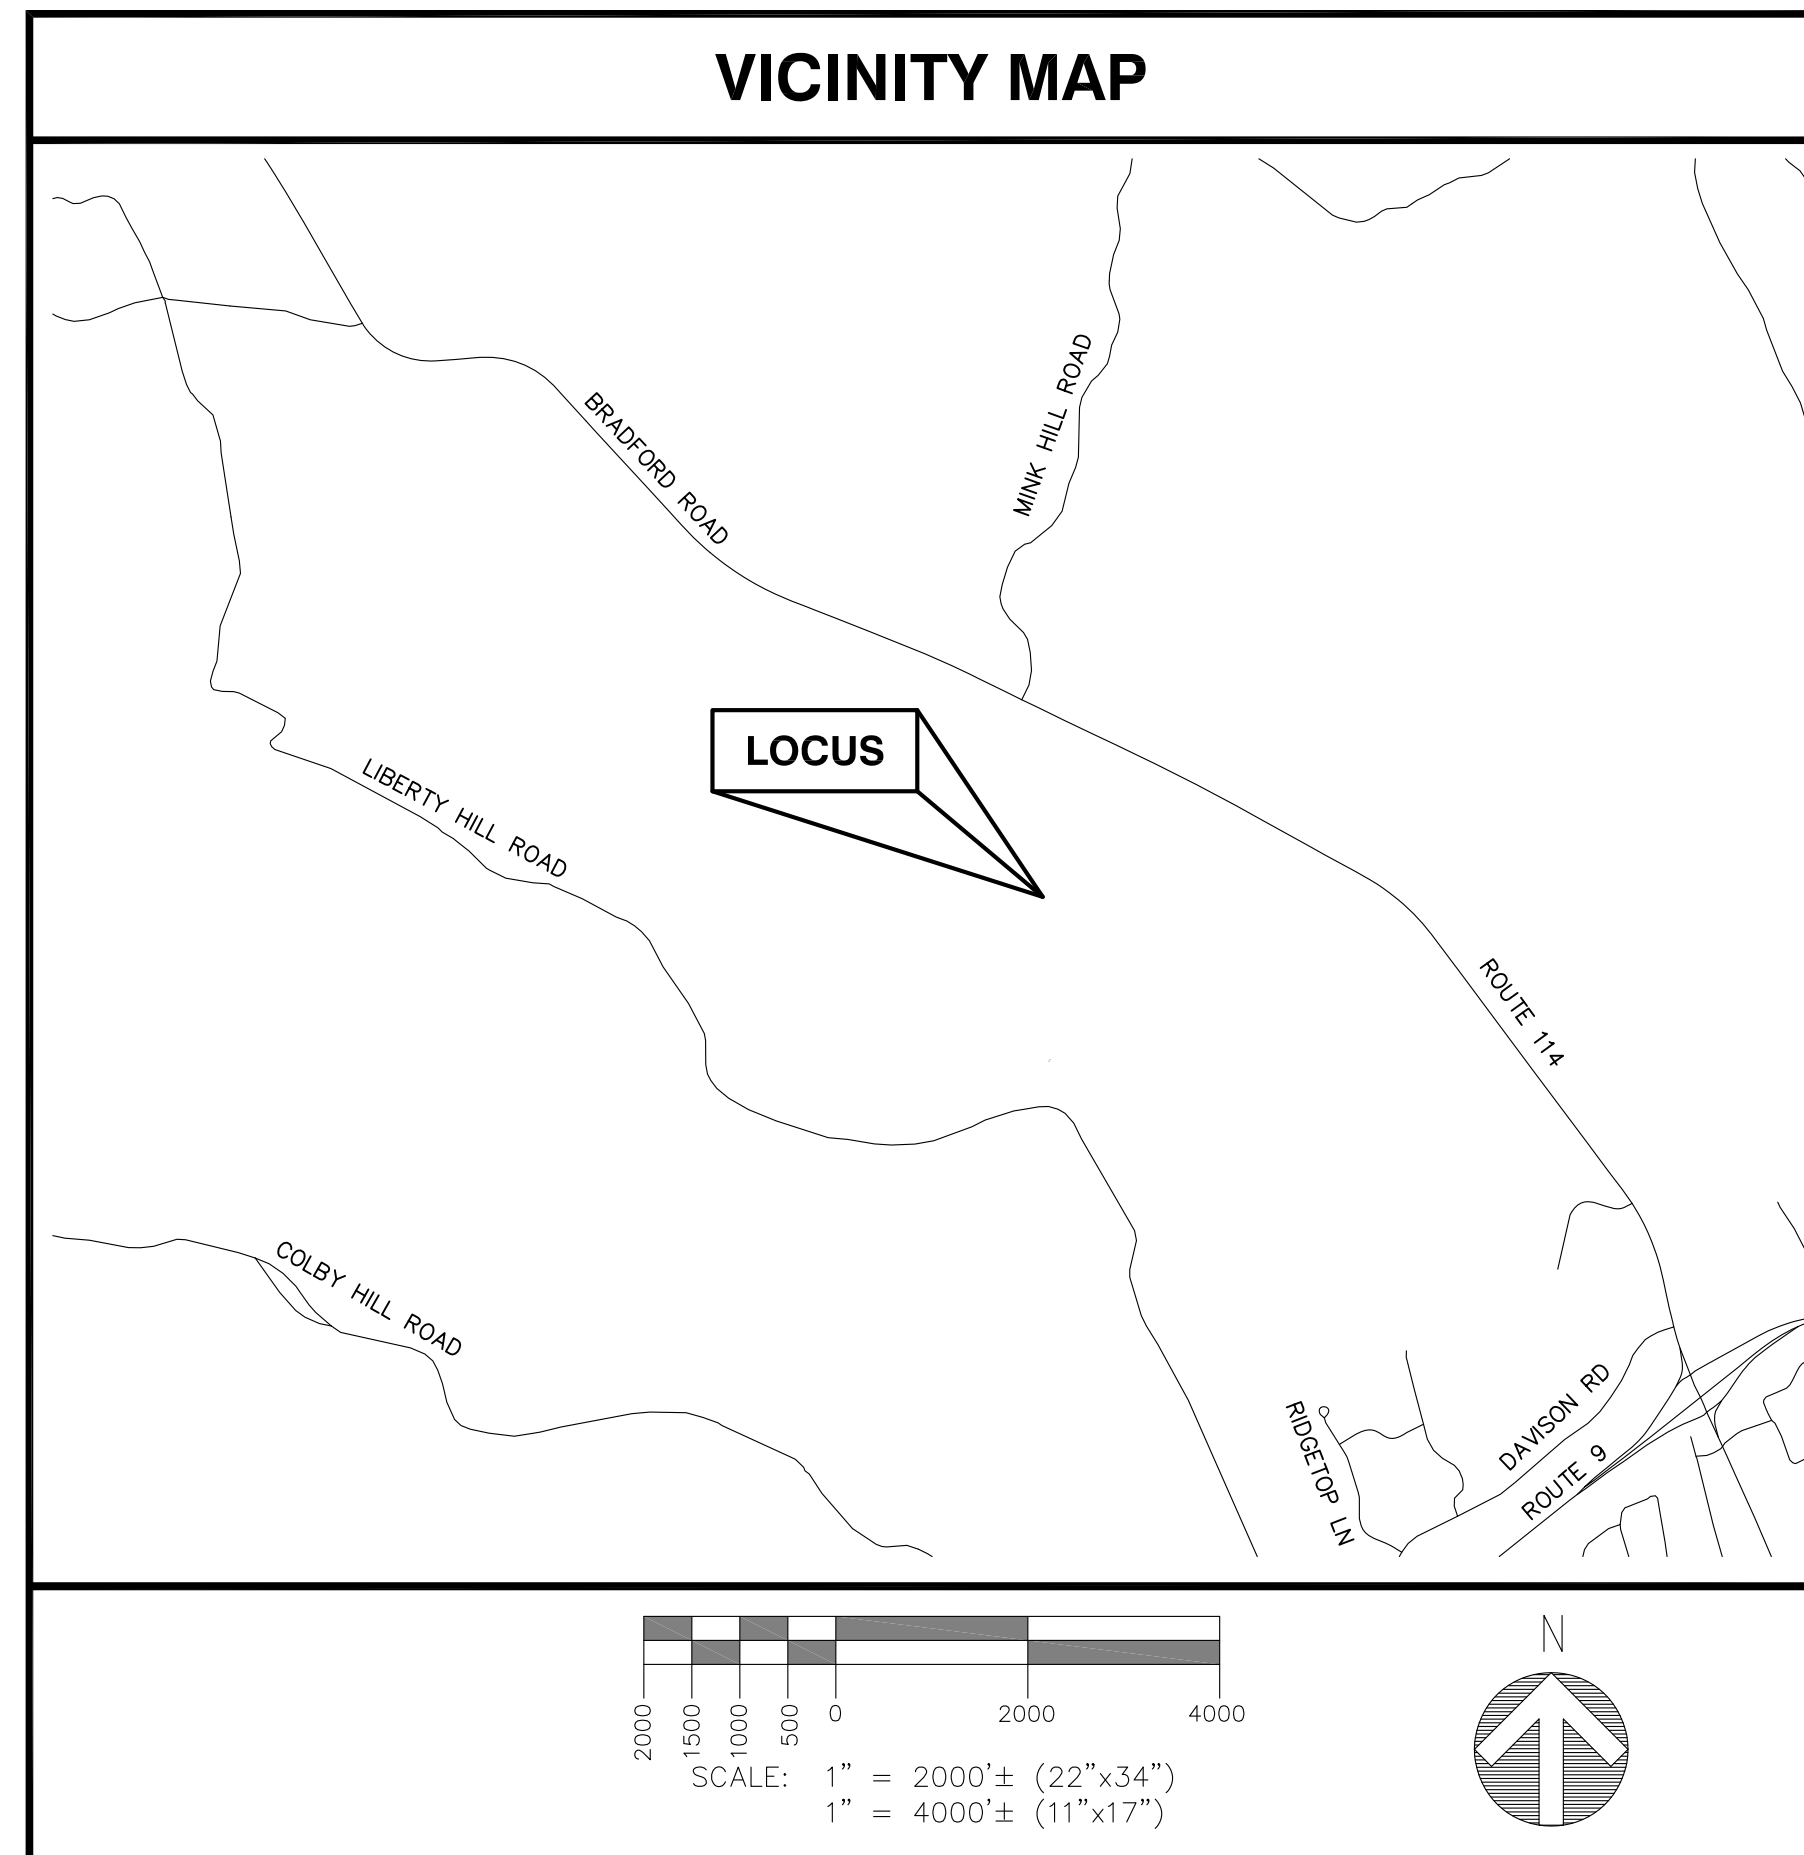 VICINITY MAP
BRADFORD ROAD
MINK HILL ROAD
LOCUS
LIBERTY HILL ROAD
ROUTE 114
COLBY HILL ROAD
RIDGETOP LN
DAVISON RD
ROUTE 9
2000 1500 1000 500 0 2000 4000
SCALE: 1" = 2000'± (22"x34")
1" = 4000'± (11"x17")
N